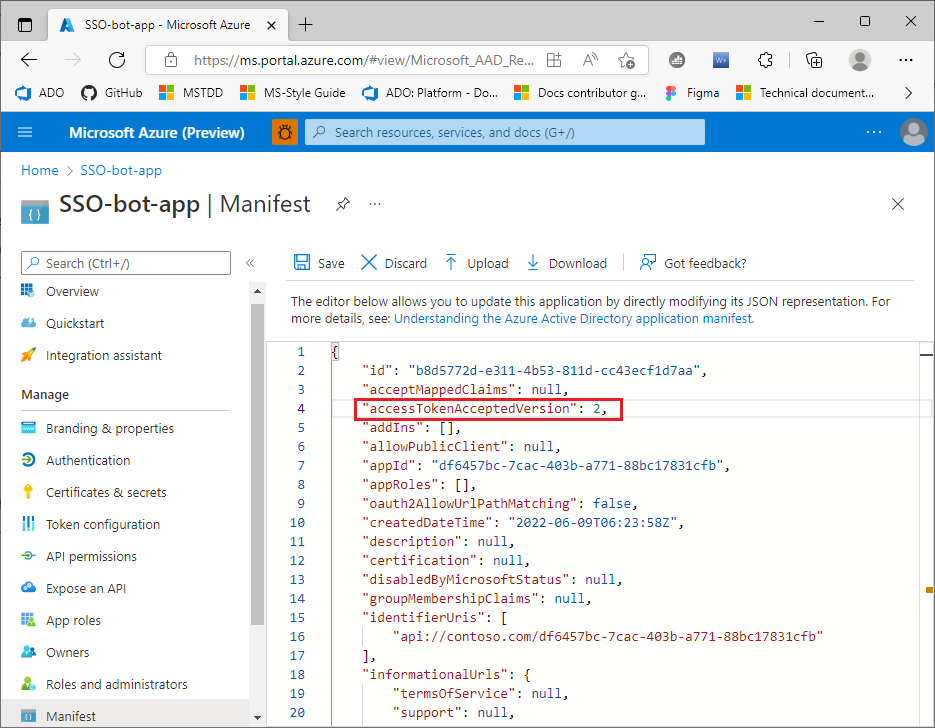 SSO-bot-app - Microsoft Azure
https://ms.portal.azure.com/#view/Microsoft_AAD_Re...
ADO GitHub MSTDD MS-Style Guide ADO: Platform - Do... Docs contributor g... Figma Technical document...
Microsoft Azure (Preview) Search resources, services, and docs (G+/)
Home > SSO-bot-app
SSO-bot-app | Manifest
Search (Ctrl+/)
Overview
Quickstart
Integration assistant
Manage
Branding & properties
Authentication
Certificates & secrets
Token configuration
API permissions
Expose an API
App roles
Owners
Roles and administrators
Manifest
Save Discard Upload Download Got feedback?
The editor below allows you to update this application by directly modifying its JSON representation. For
more details, see: Understanding the Azure Active Directory application manifest.
1 {
2 "id": "b8d5772d-e311-4b53-811d-cc43ecf1d7aa",
3 "acceptMappedClaims": null,
4 "accessTokenAcceptedVersion": 2,
5 "addIns": [],
6 "allowPublicClient": null,
7 "appId": "df6457bc-7cac-403b-a771-88bc17831cfb",
8 "appRoles": [],
9 "oauth2AllowUrlPathMatching": false,
10 "createdDateTime": "2022-06-09T06:23:58Z",
11 "description": null,
12 "certification": null,
13 "disabledByMicrosoftStatus": null,
14 "groupMembershipClaims": null,
15 "identifierUris": [
16 "api://contoso.com/df6457bc-7cac-403b-a771-88bc17831cfb"
17 ],
18 "informationalUrls": {
19 "termsOfService": null,
20 "support": null,